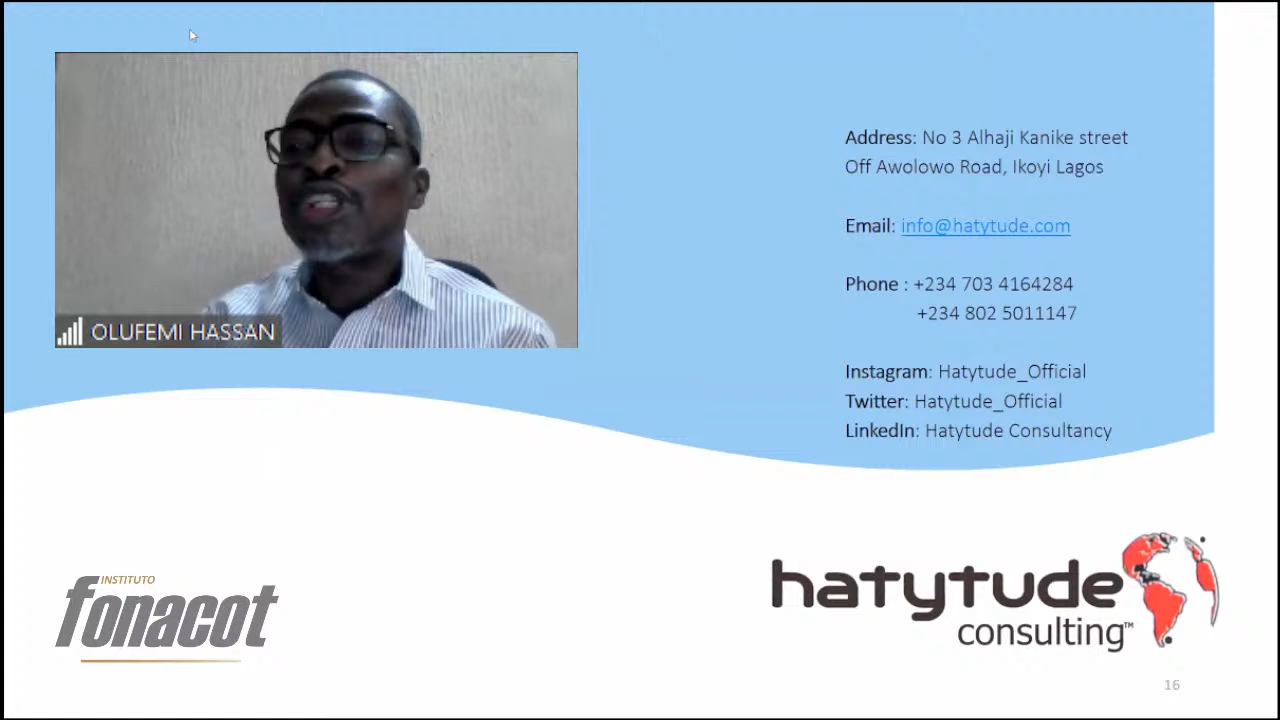 Address: No 3 Alhaji Kanike street
Off Awolowo Road, Ikoyi Lagos
Email: info@hatytude.com
Phone : +234 703 4164284
+234 802 5011147
Instagram: Hatytude_Official
Twitter: Hatytude_Official
LinkedIn: Hatytude Consultancy
OLUFEMI HASSAN
INSTITUTO
fonacot
hatytude
consulting™
16